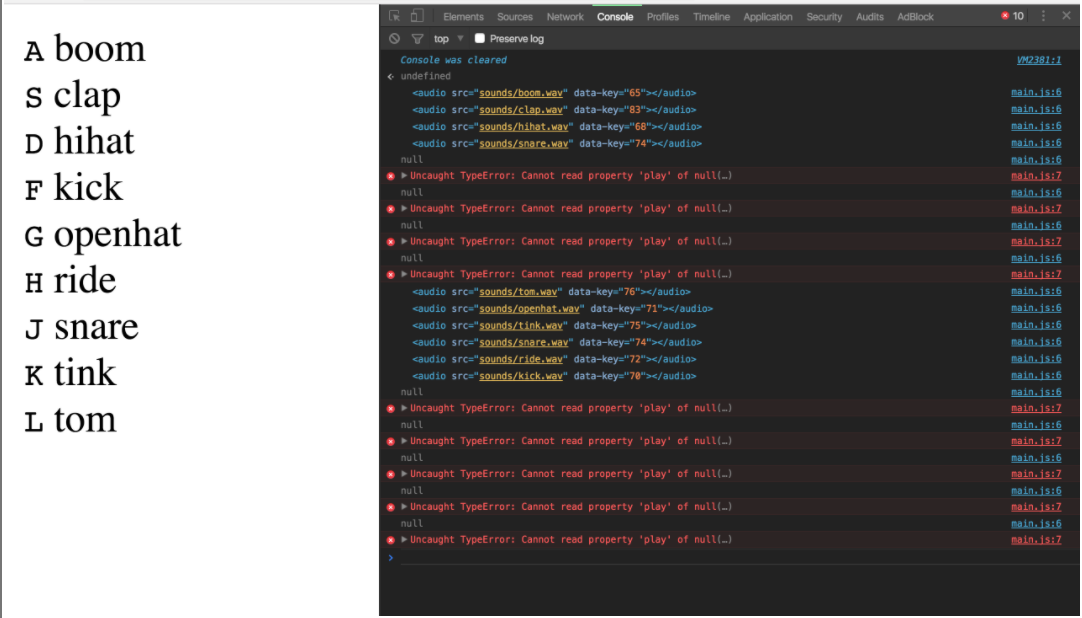 A boom
S clap
D hihat
F kick
G openhat
H ride
J snare
K tink
L tom
Elements Sources Network Console Profiles Timeline Application Security Audits AdBlock 10
top Preserve log
Console was cleared VM2381:1
undefined
<audio src="sounds/boom.wav" data-key="65"></audio> main.js:6
<audio src="sounds/clap.wav" data-key="83"></audio> main.js:6
<audio src="sounds/hihat.wav" data-key="68"></audio> main.js:6
<audio src="sounds/snare.wav" data-key="74"></audio> main.js:6
null main.js:6
Uncaught TypeError: Cannot read property 'play' of null(…) main.js:7
null main.js:6
Uncaught TypeError: Cannot read property 'play' of null(…) main.js:7
null main.js:6
Uncaught TypeError: Cannot read property 'play' of null(…) main.js:7
null main.js:6
Uncaught TypeError: Cannot read property 'play' of null(…) main.js:7
<audio src="sounds/tom.wav" data-key="76"></audio> main.js:6
<audio src="sounds/openhat.wav" data-key="71"></audio> main.js:6
<audio src="sounds/tink.wav" data-key="75"></audio> main.js:6
<audio src="sounds/snare.wav" data-key="74"></audio> main.js:6
<audio src="sounds/ride.wav" data-key="72"></audio> main.js:6
<audio src="sounds/kick.wav" data-key="70"></audio> main.js:6
null main.js:6
Uncaught TypeError: Cannot read property 'play' of null(…) main.js:7
null main.js:6
Uncaught TypeError: Cannot read property 'play' of null(…) main.js:7
null main.js:6
Uncaught TypeError: Cannot read property 'play' of null(…) main.js:7
null main.js:6
Uncaught TypeError: Cannot read property 'play' of null(…) main.js:7
null main.js:6
Uncaught TypeError: Cannot read property 'play' of null(…) main.js:7